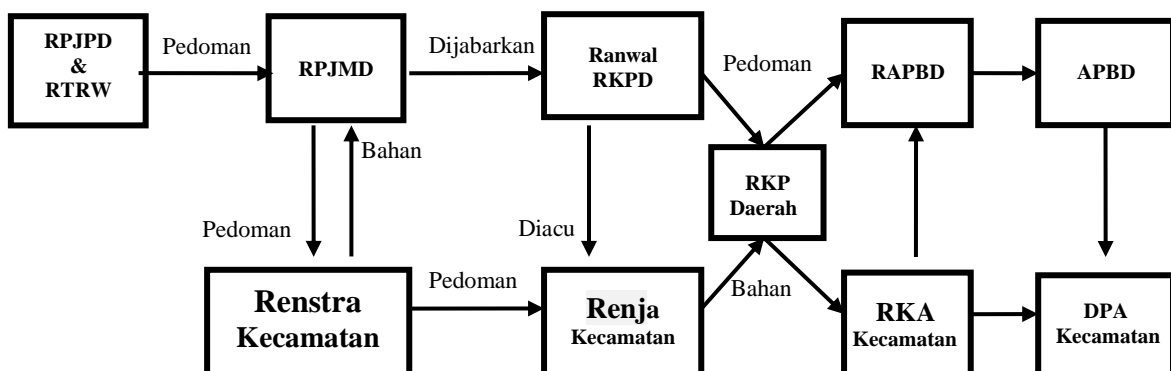 RPJPD
&
RTRW
Pedoman
RPJMD
Dijabarkan
Ranwal
RKPD
Pedoman
RAPBD
APBD
Bahan
RKP
Daerah
Pedoman
Diacu
Renstra
Kecamatan
Pedoman
Renja
Kecamatan
Bahan
RKA
Kecamatan
DPA
Kecamatan